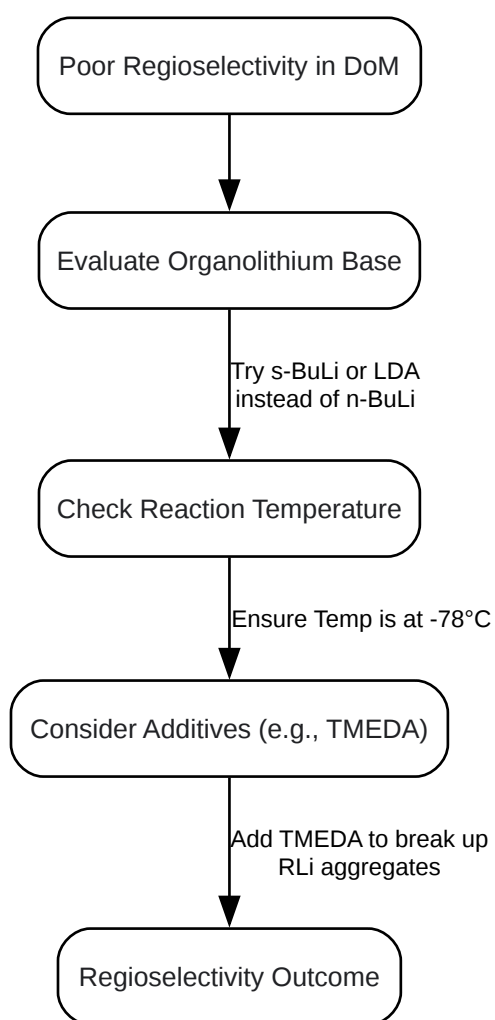 Poor Regioselectivity in DoM
Evaluate Organolithium Base
Try s-BuLi or LDA
instead of n-BuLi
Check Reaction Temperature
Ensure Temp is at -78°C
Consider Additives (e.g., TMEDA)
Add TMEDA to break up
RLi aggregates
Regioselectivity Outcome